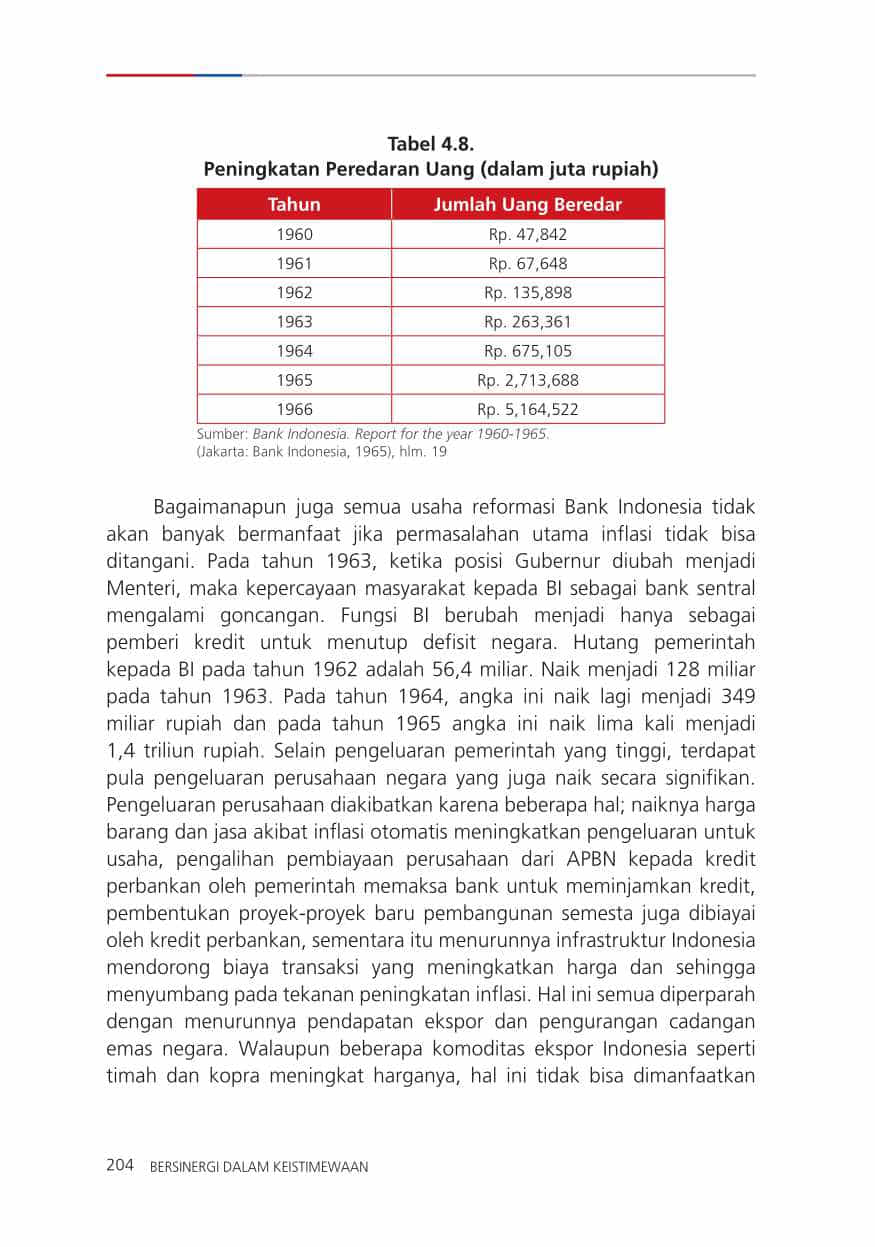 Tabel 4.8.
Peningkatan Peredaran Uang (dalam juta rupiah)
Tahun Jumlah Uang Beredar
1960 Rp. 47,842
1961 Rp. 67,648
1962 Rp. 135,898
1963 Rp. 263,361
1964 Rp. 675,105
1965 Rp. 2,713,688
1966 Rp. 5,164,522
Sumber: Bank Indonesia. Report for the year 1960-1965.
(Jakarta: Bank Indonesia, 1965), hlm. 19
Bagaimanapun juga semua usaha reformasi Bank Indonesia tidak
akan banyak bermanfaat jika permasalahan utama inflasi tidak bisa
ditangani. Pada tahun 1963, ketika posisi Gubernur diubah menjadi
Menteri, maka kepercayaan masyarakat kepada BI sebagai bank sentral
mengalami goncangan. Fungsi BI berubah menjadi hanya sebagai
pemberi kredit untuk menutup defisit negara. Hutang pemerintah
kepada BI pada tahun 1962 adalah 56,4 miliar. Naik menjadi 128 miliar
pada tahun 1963. Pada tahun 1964, angka ini naik lagi menjadi 349
miliar rupiah dan pada tahun 1965 angka ini naik lima kali menjadi
1,4 triliun rupiah. Selain pengeluaran pemerintah yang tinggi, terdapat
pula pengeluaran perusahaan negara yang juga naik secara signifikan.
Pengeluaran perusahaan diakibatkan karena beberapa hal; naiknya harga
barang dan jasa akibat inflasi otomatis meningkatkan pengeluaran untuk
usaha, pengalihan pembiayaan perusahaan dari APBN kepada kredit
perbankan oleh pemerintah memaksa bank untuk meminjamkan kredit,
pembentukan proyek-proyek baru pembangunan semesta juga dibiayai
oleh kredit perbankan, sementara itu menurunnya infrastruktur Indonesia
mendorong biaya transaksi yang meningkatkan harga dan sehingga
menyumbang pada tekanan peningkatan inflasi. Hal ini semua diperparah
dengan menurunnya pendapatan ekspor dan pengurangan cadangan
emas negara. Walaupun beberapa komoditas ekspor Indonesia seperti
timah dan kopra meningkat harganya, hal ini tidak bisa dimanfaatkan
204 BERSINERGI DALAM KEISTIMEWAAN